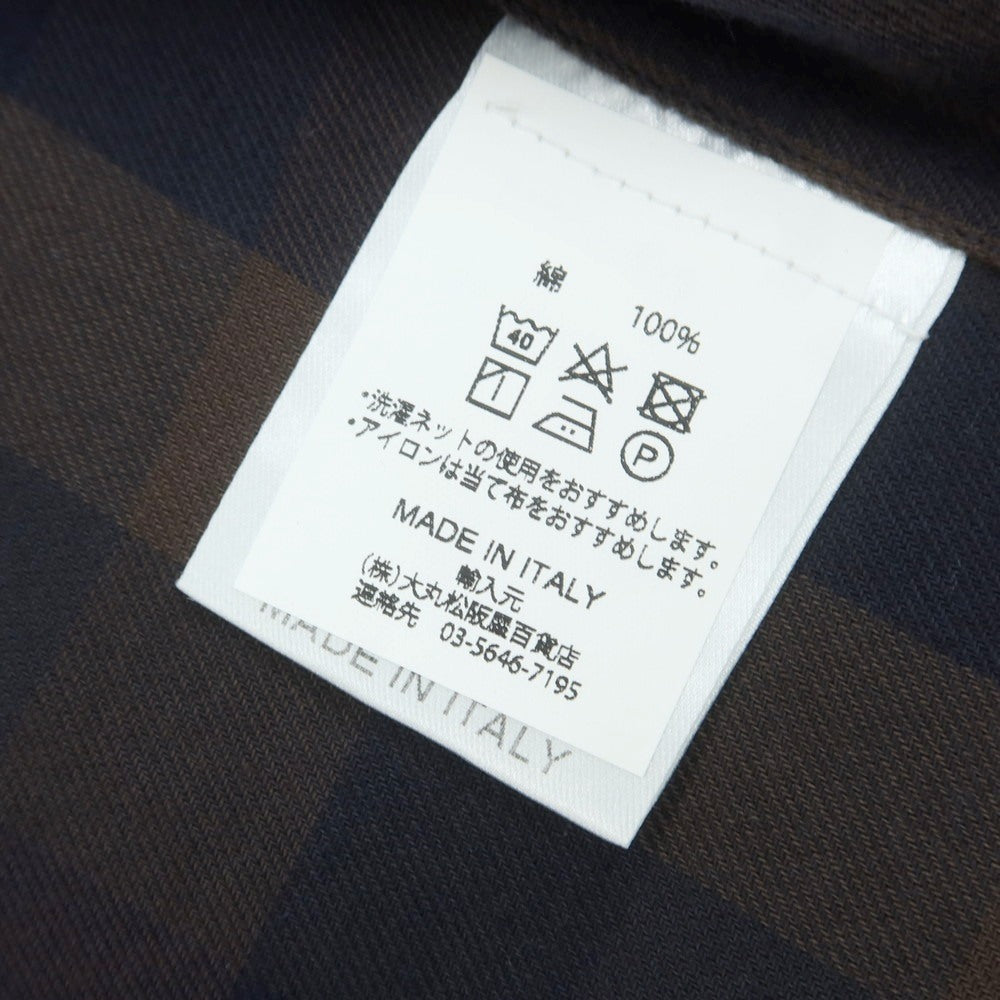 綿 100%
40
P
・洗濯ネットの使用をおすすめします。
・アイロンは当て布をおすすめします。
MADE IN ITALY
輸入元
(株)大丸松阪屋百貨店
連絡先 03-5646-7195
MADE IN ITALY